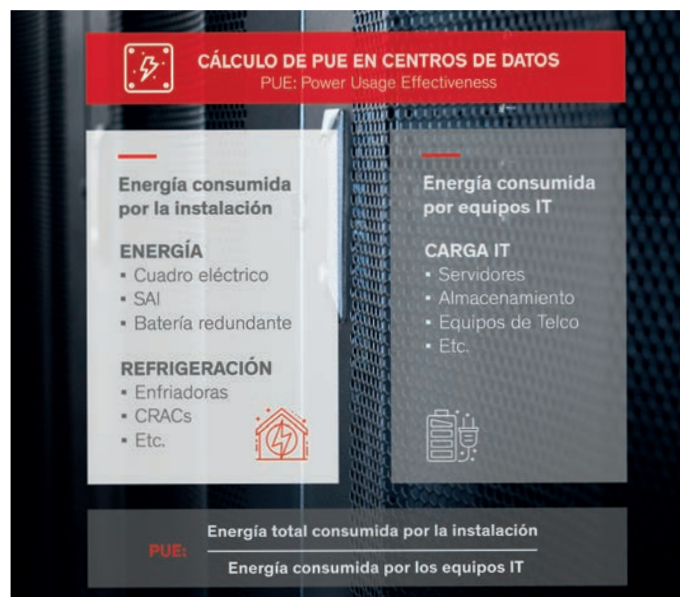 CÁLCULO DE PUE EN CENTROS DE DATOS
PUE: Power Usage Effectiveness
Energía consumida
por la instalación
ENERGÍA
▪ Cuadro eléctrico
▪ SAI
▪ Batería redundante
REFRIGERACIÓN
▪ Enfriadoras
▪ CRACs
▪ Etc.
Energía consumida
por equipos IT
CARGA IT
▪ Servidores
▪ Almacenamiento
▪ Equipos de Telco
▪ Etc.
PUE:
Energía total consumida por la instalación
Energía consumida por los equipos IT